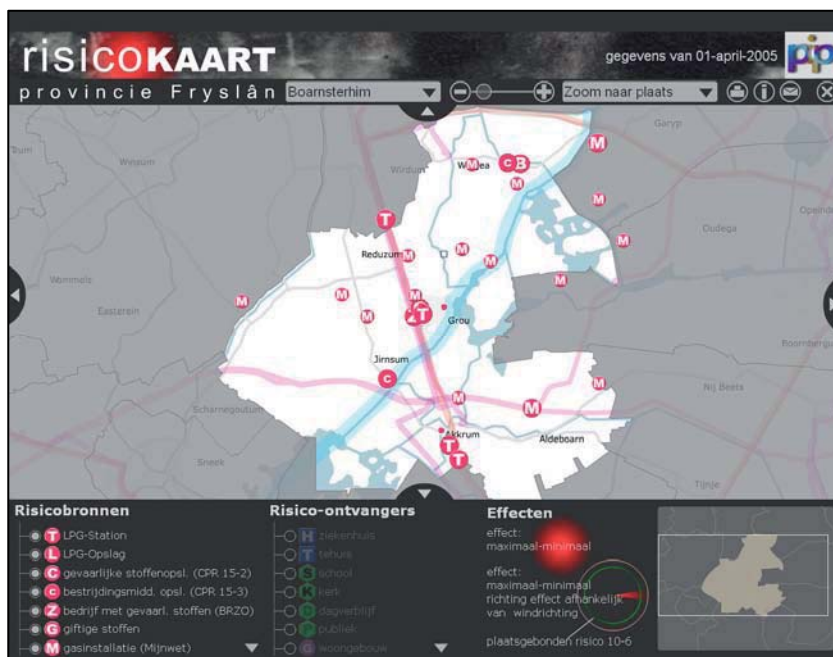 risicoKAART
gegevens van 01-april-2005
pip
provincie Fryslân
Boarnsterhim
Zoom naar plaats
Garyp
Winsum
Wirdum
B
c
M
Oudega
T
Reduzum
Wommels
Easterein
Grou
Jirnsum
Scharnegoutum
Nij Beets
Akkrum
Aldeboarn
Sneek
Tijnje
Risicobronnen
T LPG-Station
L LPG-Opslag
C gevaarlijke stoffenopsl. (CPR 15-2)
c bestrijdingsmidd. opsl. (CPR 15-3)
Z bedrijf met gevaarl. stoffen (BRZO)
G giftige stoffen
M gasinstallatie (Mijnwet)
Risico-ontvangers
H ziekenhuis
T tehuis
S school
K kerk
D dagverblijf
P publiek
G woongebouw
Effecten
effect:
maximaal-minimaal
effect:
maximaal-minimaal
richting effect afhankelijk
van windrichting
plaatsgebonden risico 10-6